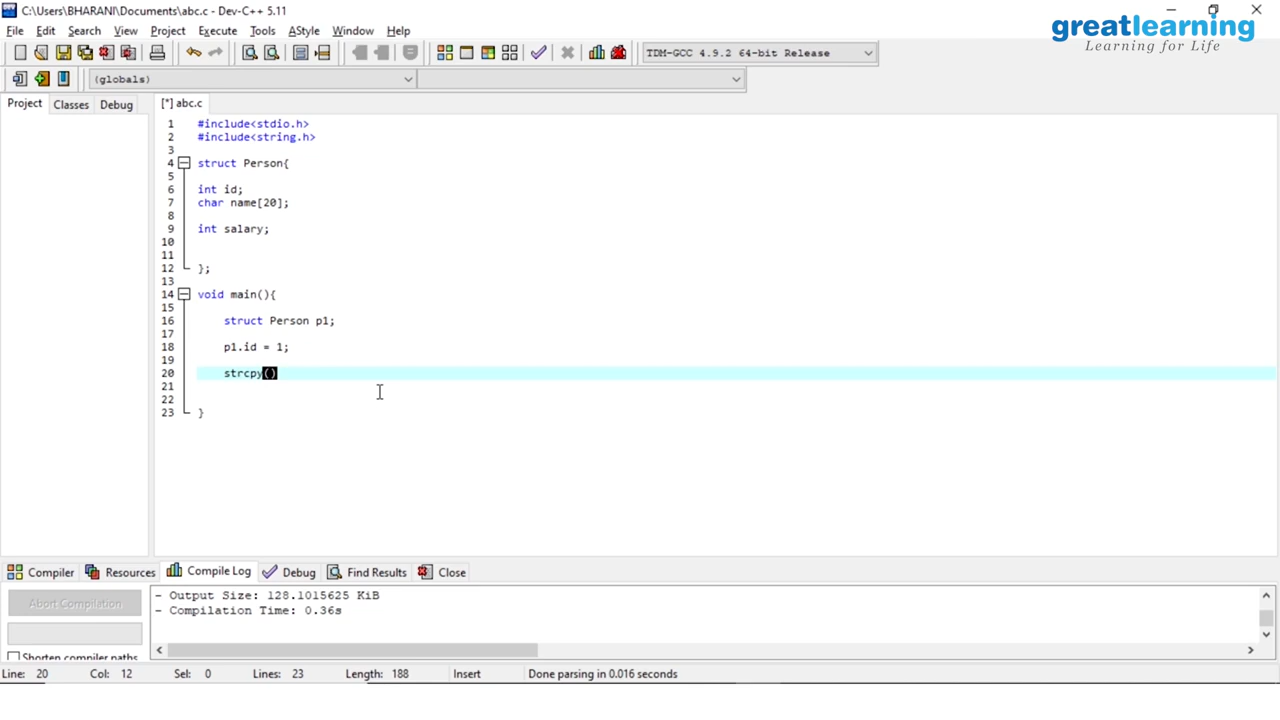 C:\Users\BHARANI\Documents\abc.c - Dev-C++ 5.11
greatlearning
Learning for Life
File Edit Search View Project Execute Tools AStyle Window Help
TDM-GCC 4.9.2 64-bit Release
(globals)
Project Classes Debug
[*] abc.c
1 #include<stdio.h>
2 #include<string.h>
3
4 struct Person{
5
6 int id;
7 char name[20];
8
9 int salary;
10
11
12 };
13
14 void main(){
15
16 struct Person p1;
17
18 p1.id = 1;
19
20 strcpy()
21
22
23 }
Compiler Resources Compile Log Debug Find Results Close
Abort Compilation
- Output Size: 128.1015625 KiB
- Compilation Time: 0.36s
Shorten compiler paths
Line: 20 Col: 12 Sel: 0 Lines: 23 Length: 188 Insert Done parsing in 0.016 seconds